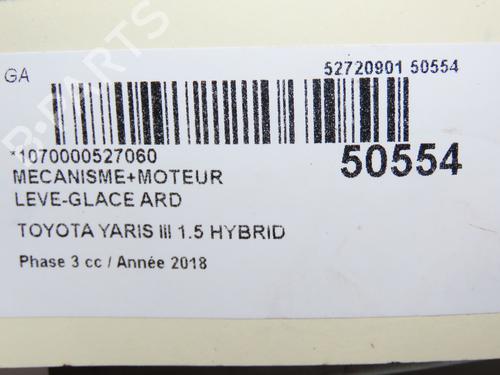 GA
52720901 50554
*1070000527060
50554
MECANISME+MOTEUR
LEVE-GLACE ARD
TOYOTA YARIS III 1.5 HYBRID
Phase 3 cc / Année 2018
B-PARTS